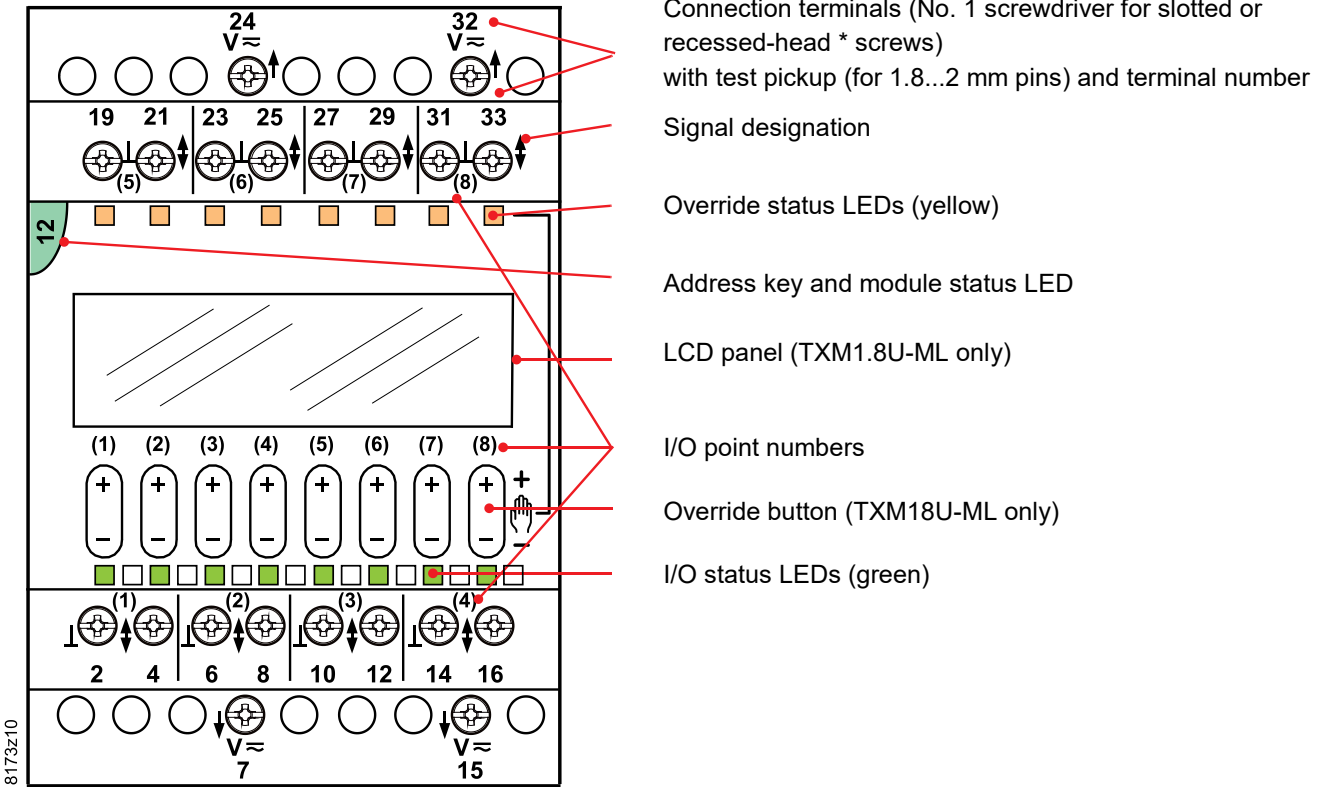 Connection terminals (No. 1 screwdriver for slotted or
recessed-head * screws)
with test pickup (for 1.8...2 mm pins) and terminal number
24 32
V≂ V≂
19 21 23 25 27 29 31 33
Signal designation
(5) (6) (7) (8)
Override status LEDs (yellow)
12
Address key and module status LED
LCD panel (TXM1.8U-ML only)
(1) (2) (3) (4) (5) (6) (7) (8)
I/O point numbers
+ + + + + + + + +
Override button (TXM18U-ML only)
− − − − − − − − −
I/O status LEDs (green)
(1) (2) (3) (4)
2 4 6 8 10 12 14 16
V≂ V≂
7 15
8173z10